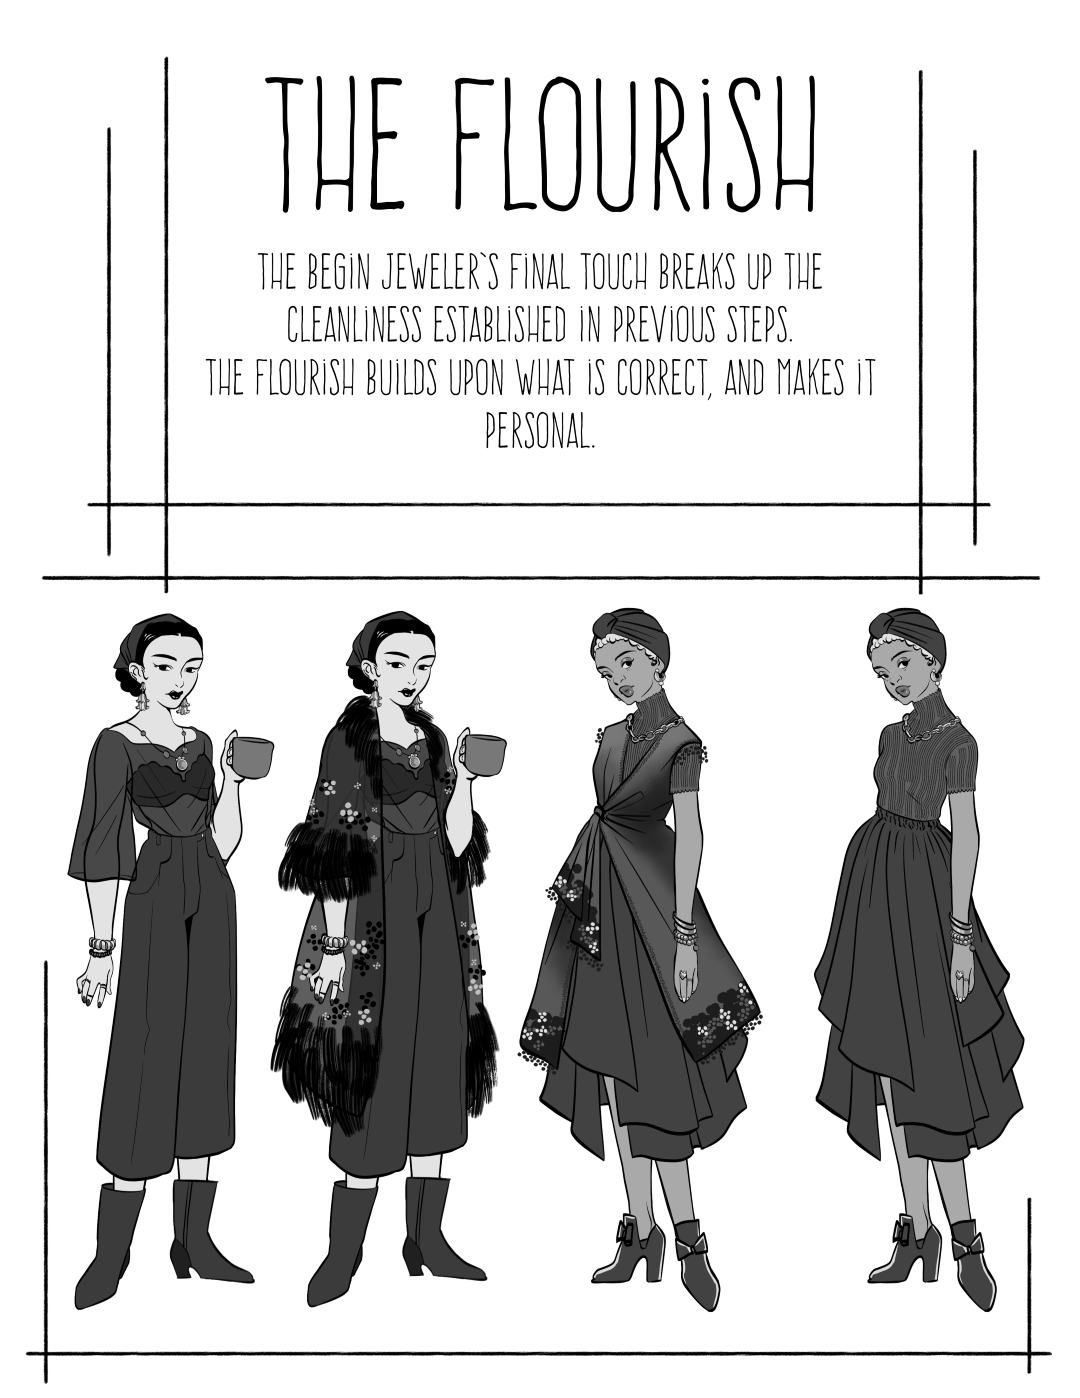 THE FLOURiSH
THE BEGiN JEWELER`S FiNAL TOUCH BREAKS UP THE
CLEANLiNESS ESTABLiSHED iN PREViOUS STEPS.
THE FLOURiSH BUiLDS UPON WHAT iS CORRECT, AND MAKES iT
PERSONAL.